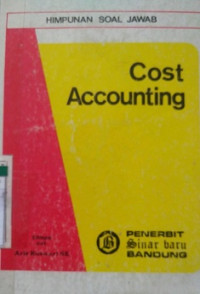 HIMPUNAN SOAL JAWAB
Cost
Accounting
PENERBIT
Sinar baru
BANDUNG